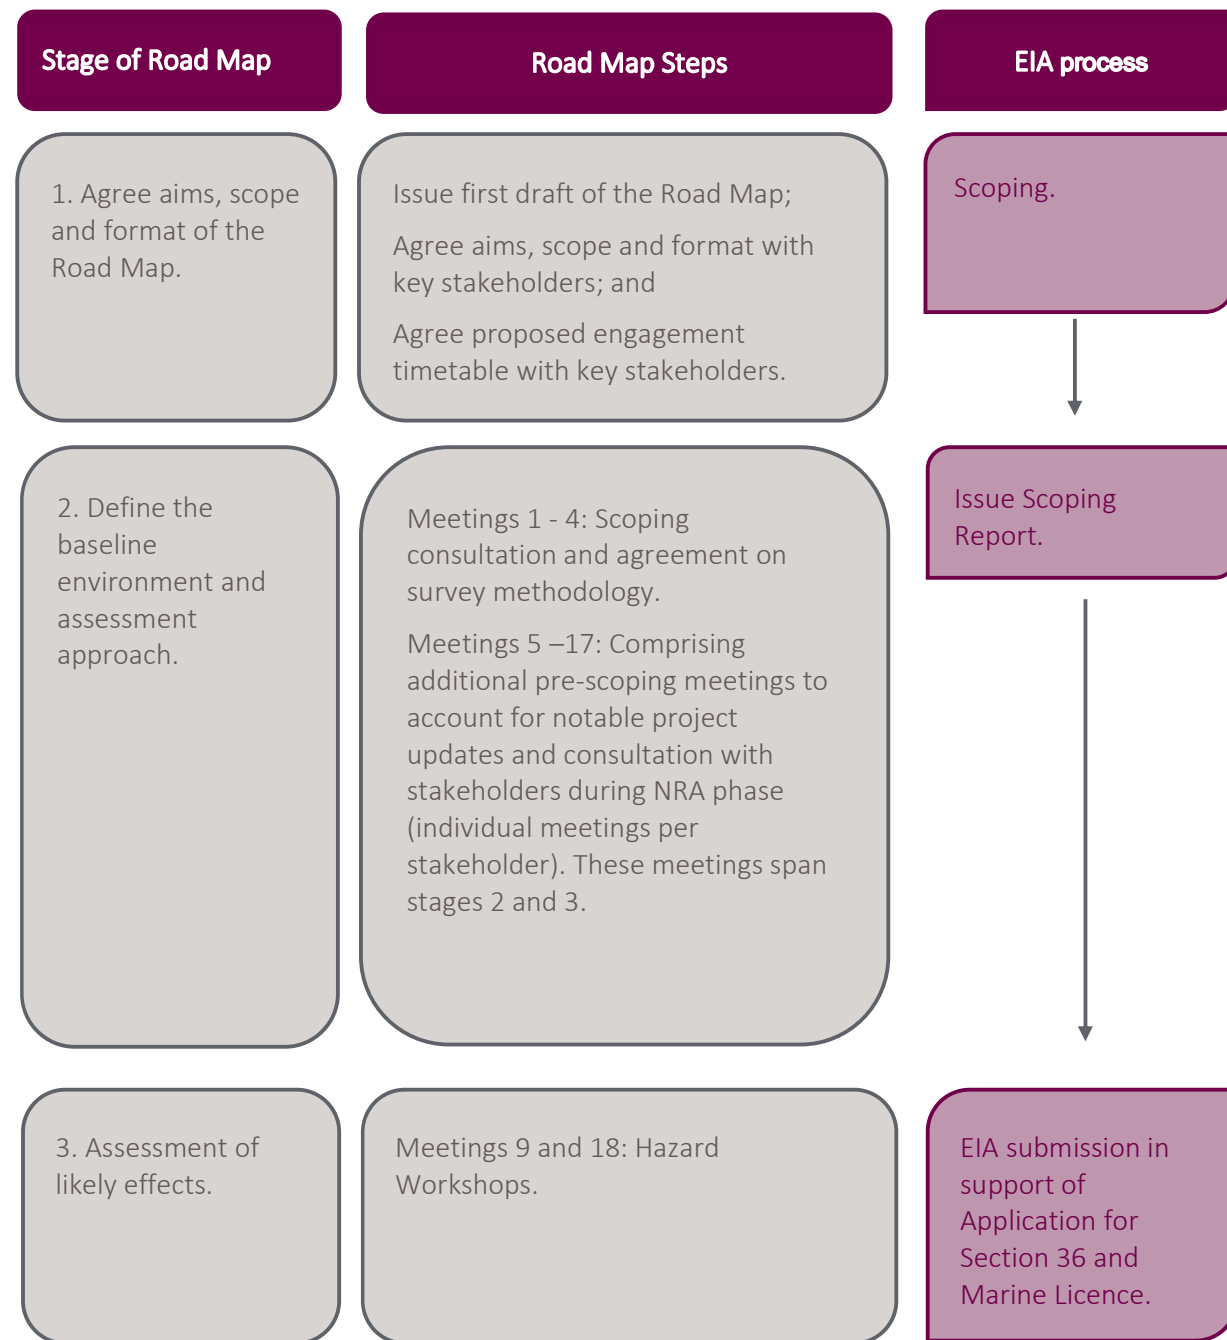 Stage of Road Map
Road Map Steps
EIA process
1. Agree aims, scope
and format of the
Road Map.
Issue first draft of the Road Map;
Agree aims, scope and format with
key stakeholders; and
Agree proposed engagement
timetable with key stakeholders.
Scoping.
2. Define the
baseline
environment and
assessment
approach.
Meetings 1 - 4: Scoping
consultation and agreement on
survey methodology.
Meetings 5 –17: Comprising
additional pre-scoping meetings to
account for notable project
updates and consultation with
stakeholders during NRA phase
(individual meetings per
stakeholder). These meetings span
stages 2 and 3.
Issue Scoping
Report.
3. Assessment of
likely effects.
Meetings 9 and 18: Hazard
Workshops.
EIA submission in
support of
Application for
Section 36 and
Marine Licence.